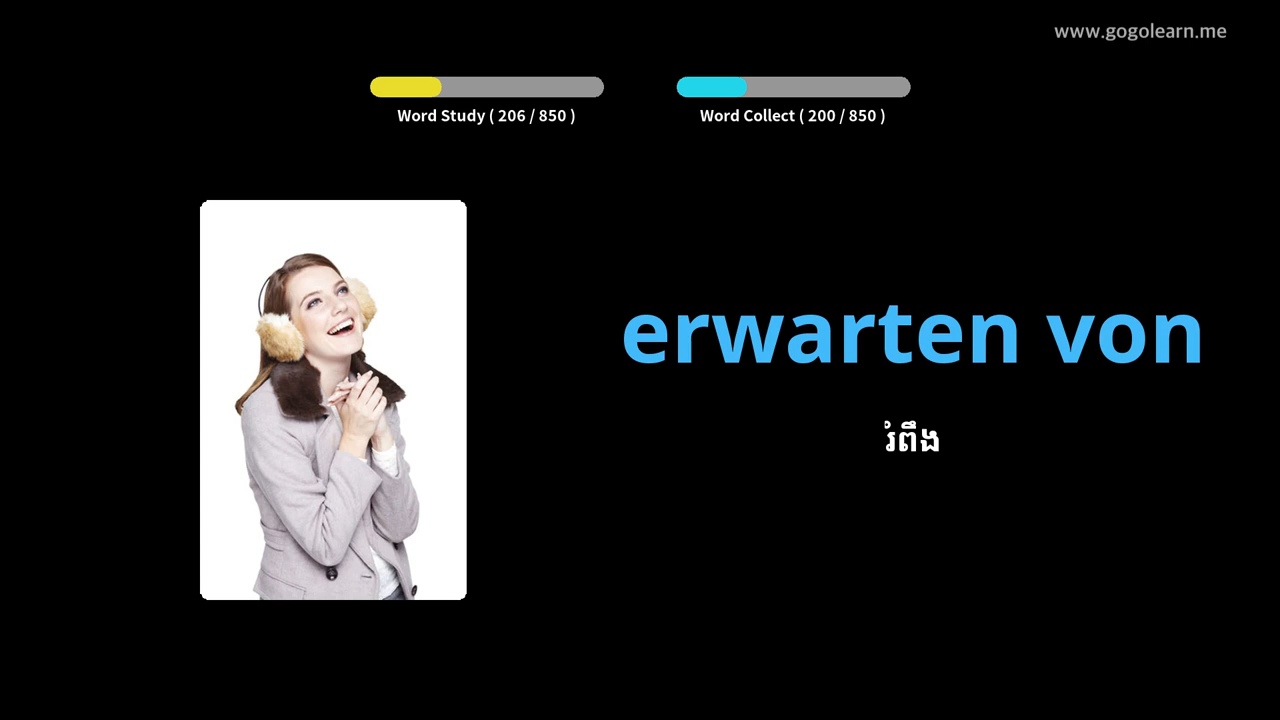 www.gogolearn.me
Word Study ( 206 / 850 )
Word Collect ( 200 / 850 )
erwarten von
រំពឹង